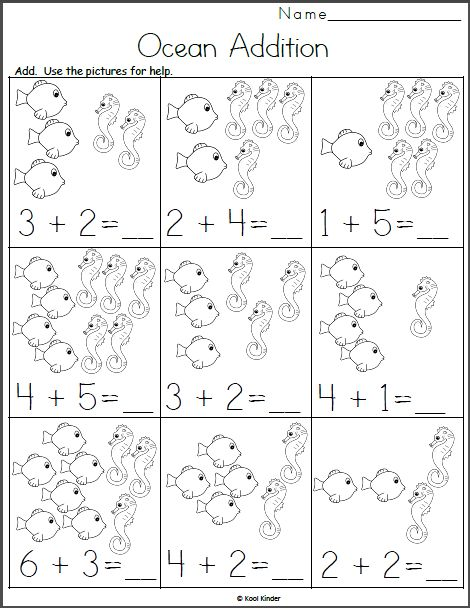 Name____________________
Ocean Addition
Add.  Use the pictures for help.
3 + 2=__
2 + 4=__
1 + 5=__
4 + 5=__
3 + 2=__
4 + 1=__
6 + 3=__
4 + 2=__
2 + 2=__
© Kool Kinder